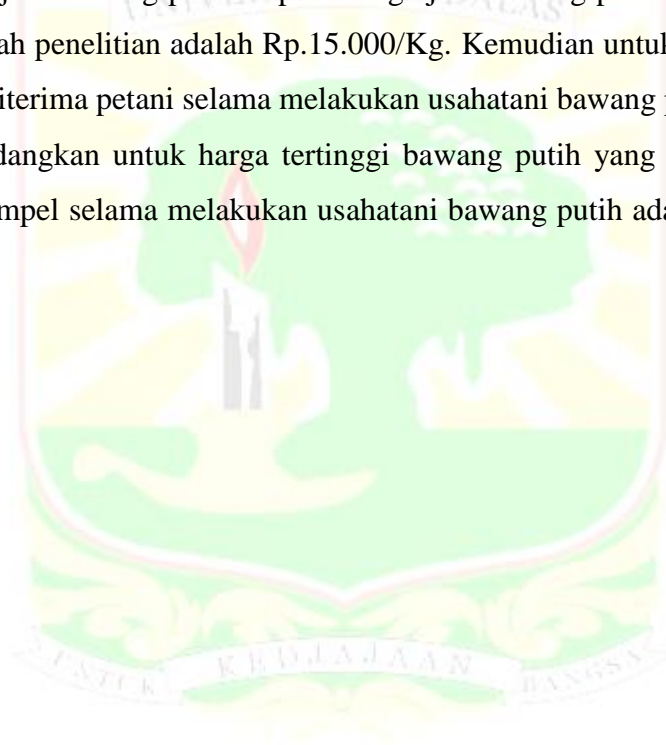 ah penelitian adalah Rp.15.000/Kg. Kemudian untuk
iterima petani selama melakukan usahatani bawang
dangkan untuk harga tertinggi bawang putih yang
mpel selama melakukan usahatani bawang putih ada
UNTUK KEDJAJAAN BANGSA